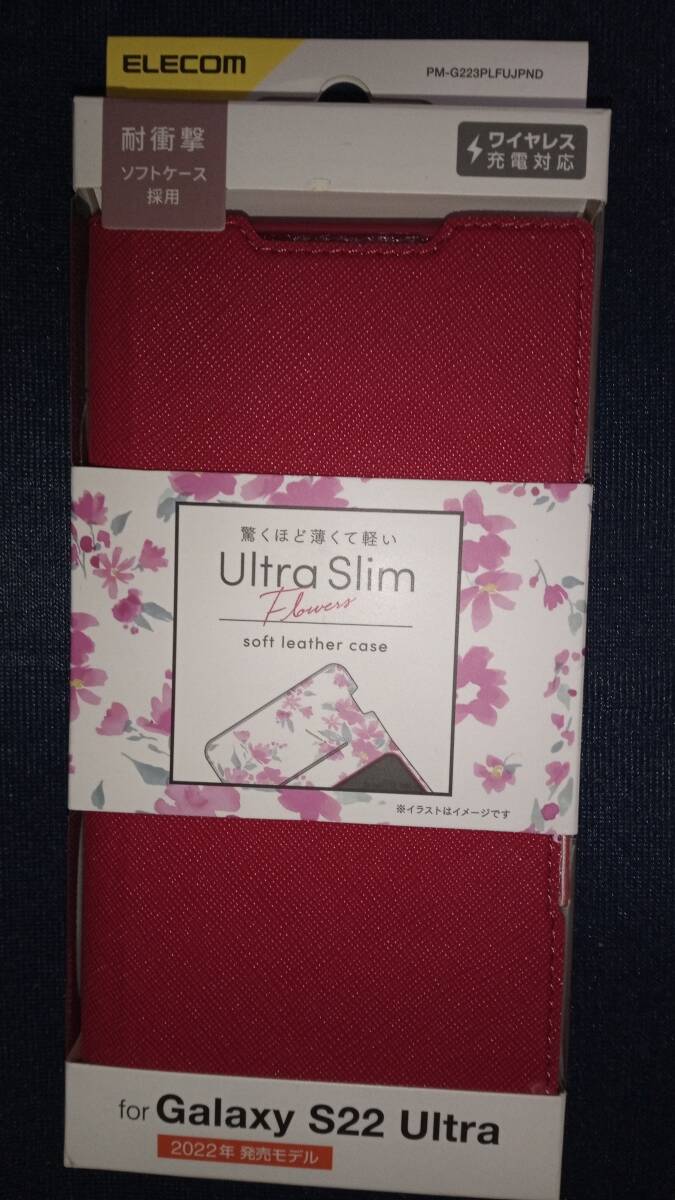 ELECOM
PM-G223PLFUJPND
耐衝撃
ソフトケース
採用
ワイヤレス
充電対応
驚くほど薄くて軽い
Ultra Slim
Flowers
soft leather case
※イラストはイメージです
for Galaxy S22 Ultra
2022年 発売モデル